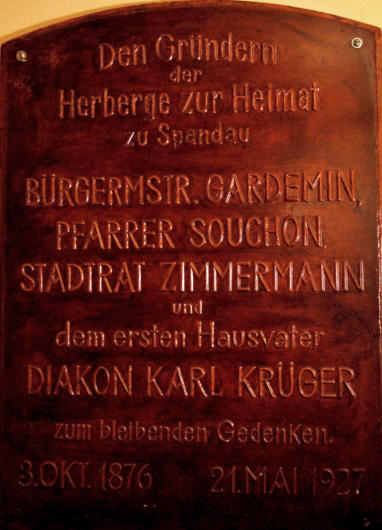 Den Gründern
der
Herberge zur Heimat
zu Spandau
BÜRGERMSTR. GARDEMIN,
PFARRER SOUCHON,
STADTRAT ZIMMERMANN
und
dem ersten Hausvater
DIAKON KARL KRÜGER
zum bleibenden Gedenken.
3.OKT. 1876 21.MAI 1927